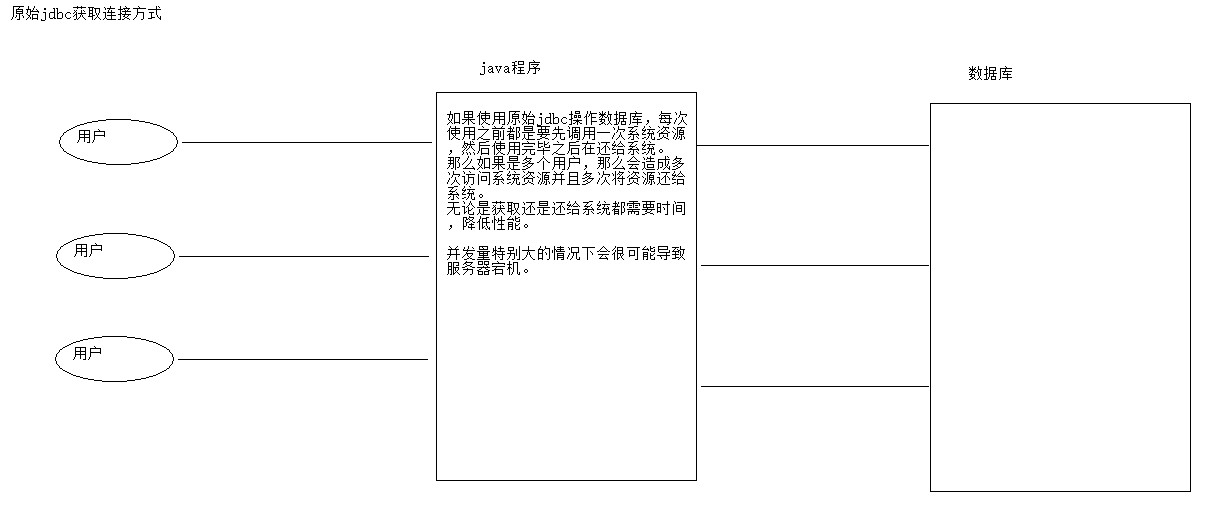 原始jdbc获取连接方式
java程序
数据库
用户
如果使用原始jdbc操作数据库，每次
使用之前都是要先调用一次系统资源
，然后使用完毕之后在还给系统。
那么如果是多个用户，那么会造成多
次访问系统资源并且多次将资源还给
系统。
无论是获取还是还给系统都需要时间
，降低性能。
并发量特别大的情况下会很可能导致
服务器宕机。
用户
用户